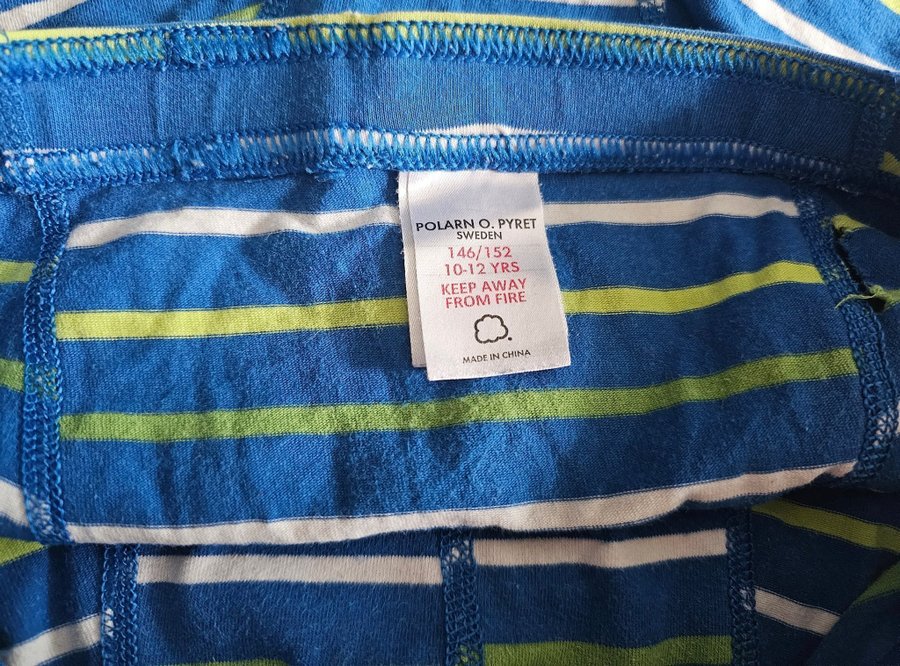 POLARN O. PYRET
SWEDEN
146/152
10-12 YRS
KEEP AWAY
FROM FIRE
MADE IN CHINA